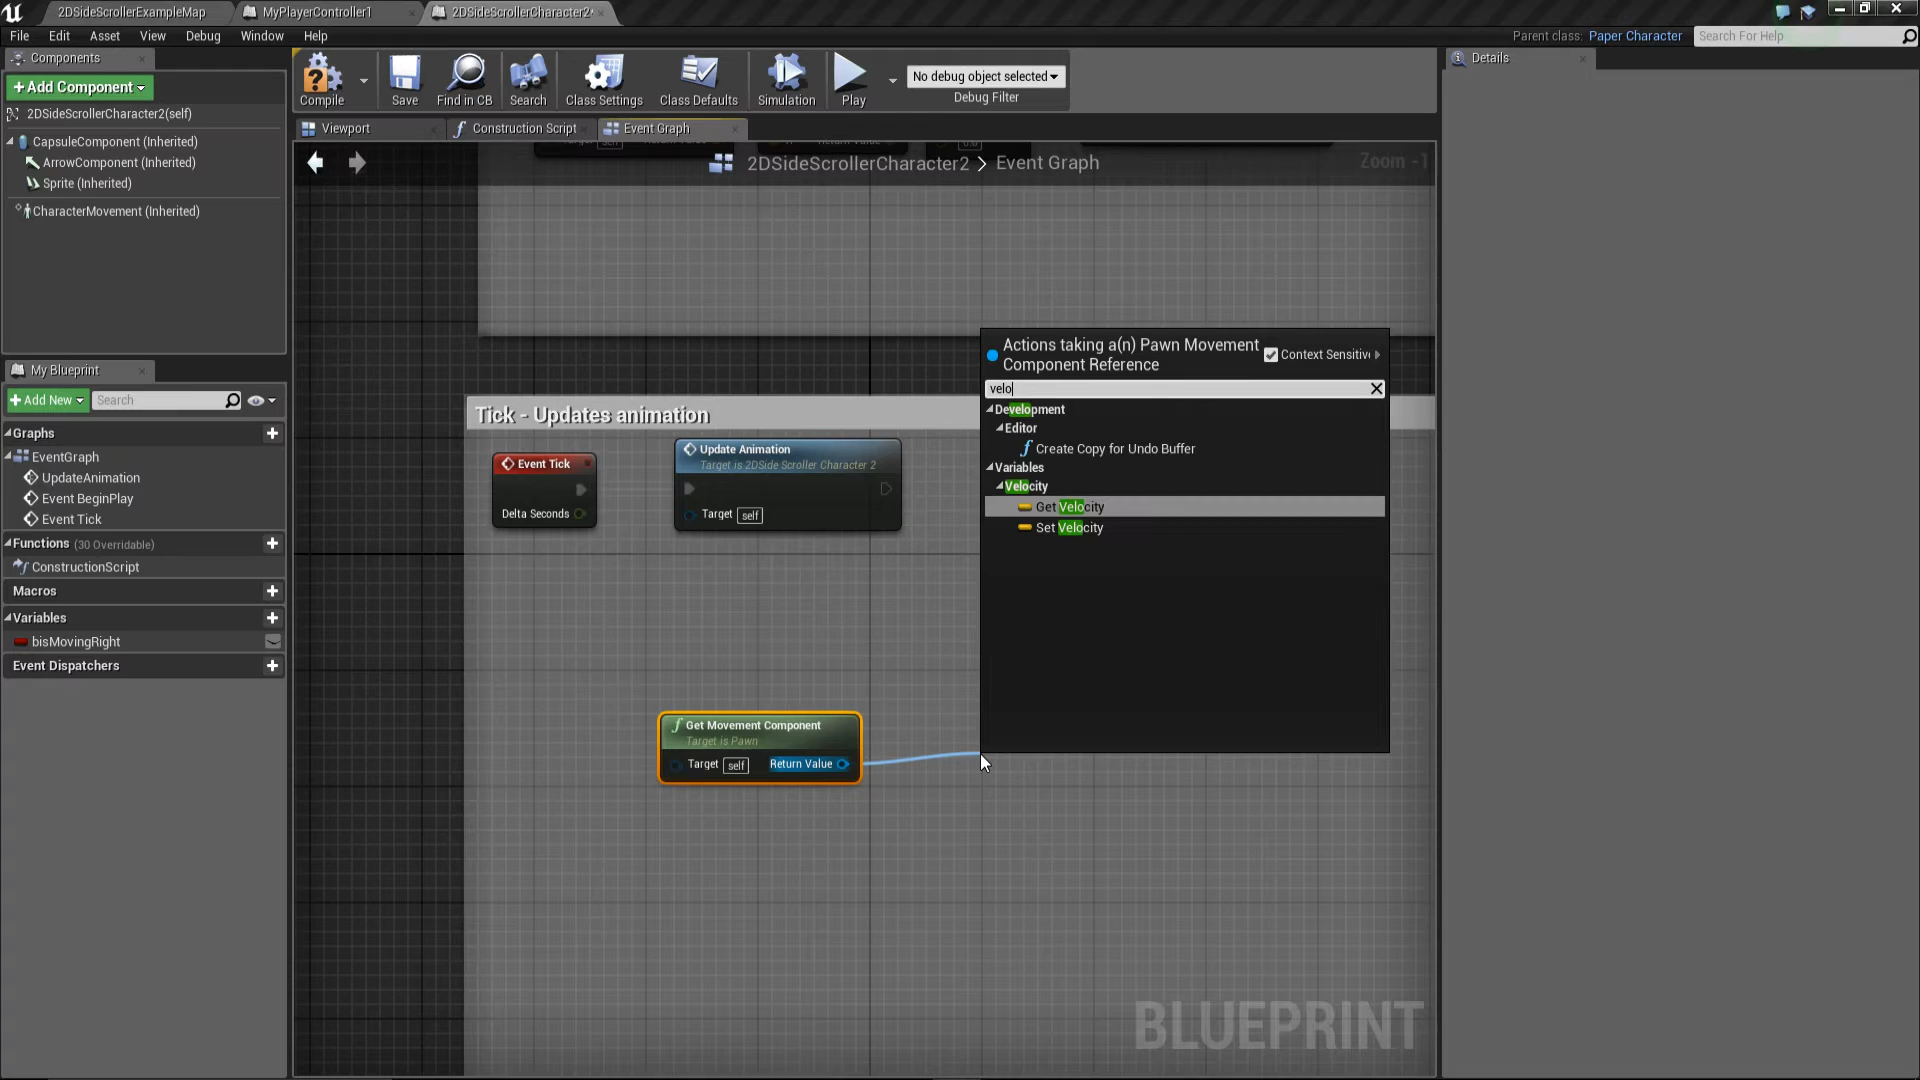 2DSideScrollerExampleMap
MyPlayerController1
2DSideScrollerCharacter2*
File Edit Asset View Debug Window Help
Parent class: Paper Character
Search For Help
Components
Details
+Add Component
Compile
Save
Find in CB
Search
Class Settings
Class Defaults
Simulation
Play
No debug object selected
Debug Filter
2DSideScrollerCharacter2(self)
CapsuleComponent (Inherited)
ArrowComponent (Inherited)
Sprite (Inherited)
CharacterMovement (Inherited)
Viewport
Construction Script
Event Graph
2DSideScrollerCharacter2 > Event Graph
Zoom -1
0.0
My Blueprint
+Add New
Search
Graphs
EventGraph
UpdateAnimation
Event BeginPlay
Event Tick
Functions (30 Overridable)
ConstructionScript
Macros
Variables
bisMovingRight
Event Dispatchers
Tick - Updates animation
Event Tick
Delta Seconds
Update Animation
Target is 2DSide Scroller Character 2
Target self
Get Movement Component
Target is Pawn
Target self Return Value
Actions taking a(n) Pawn Movement
Component Reference
Context Sensitiv
velo
Development
Editor
Create Copy for Undo Buffer
Variables
Velocity
Get Velocity
Set Velocity
BLUEPRINT